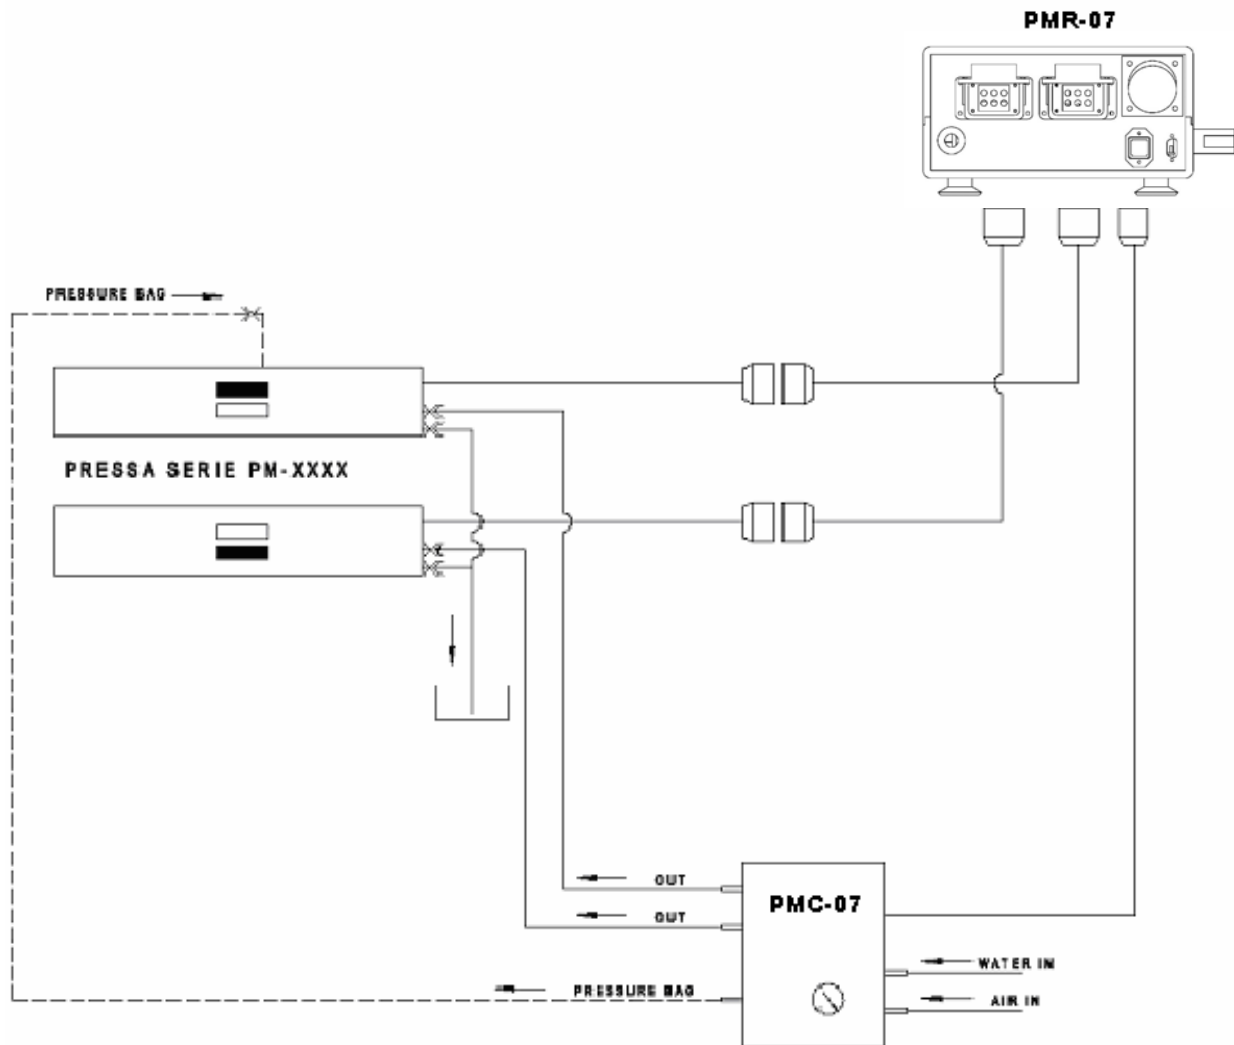 PMR-07
PRESSURE BAG
PRESSA SERIE PM-XXXX
OUT
PMC-07
OUT
WATER IN
PRESSURE BAG
AIR IN